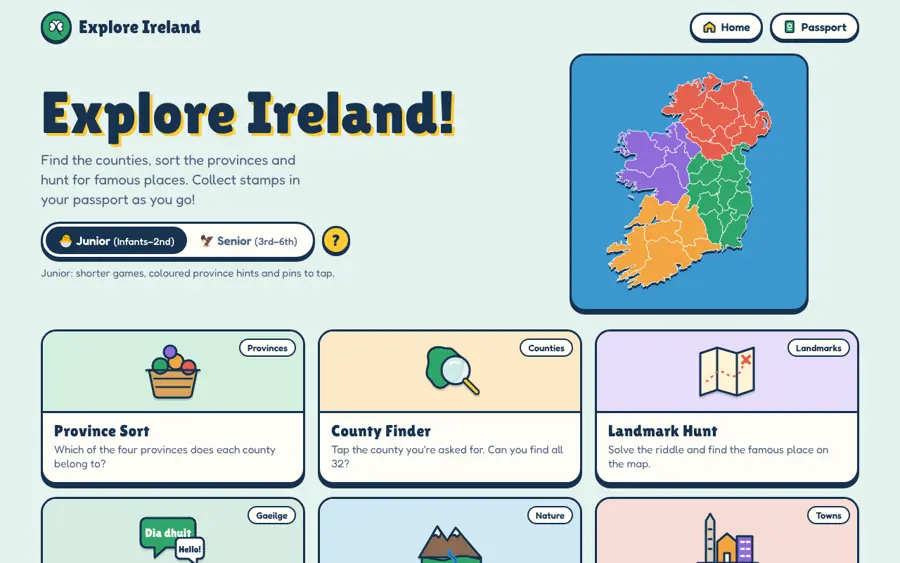 Explore Ireland
Home
Passport
Explore Ireland!
Find the counties, sort the provinces and
hunt for famous places. Collect stamps in
your passport as you go!
Junior (Infants–2nd)
Senior (3rd–6th)
?
Junior: shorter games, coloured province hints and pins to tap.
Provinces
Province Sort
Which of the four provinces does each county
belong to?
Counties
County Finder
Tap the county you're asked for. Can you find all
32?
Landmarks
Landmark Hunt
Solve the riddle and find the famous place on
the map.
Gaeilge
Dia dhuit
Hello!
Nature
Towns